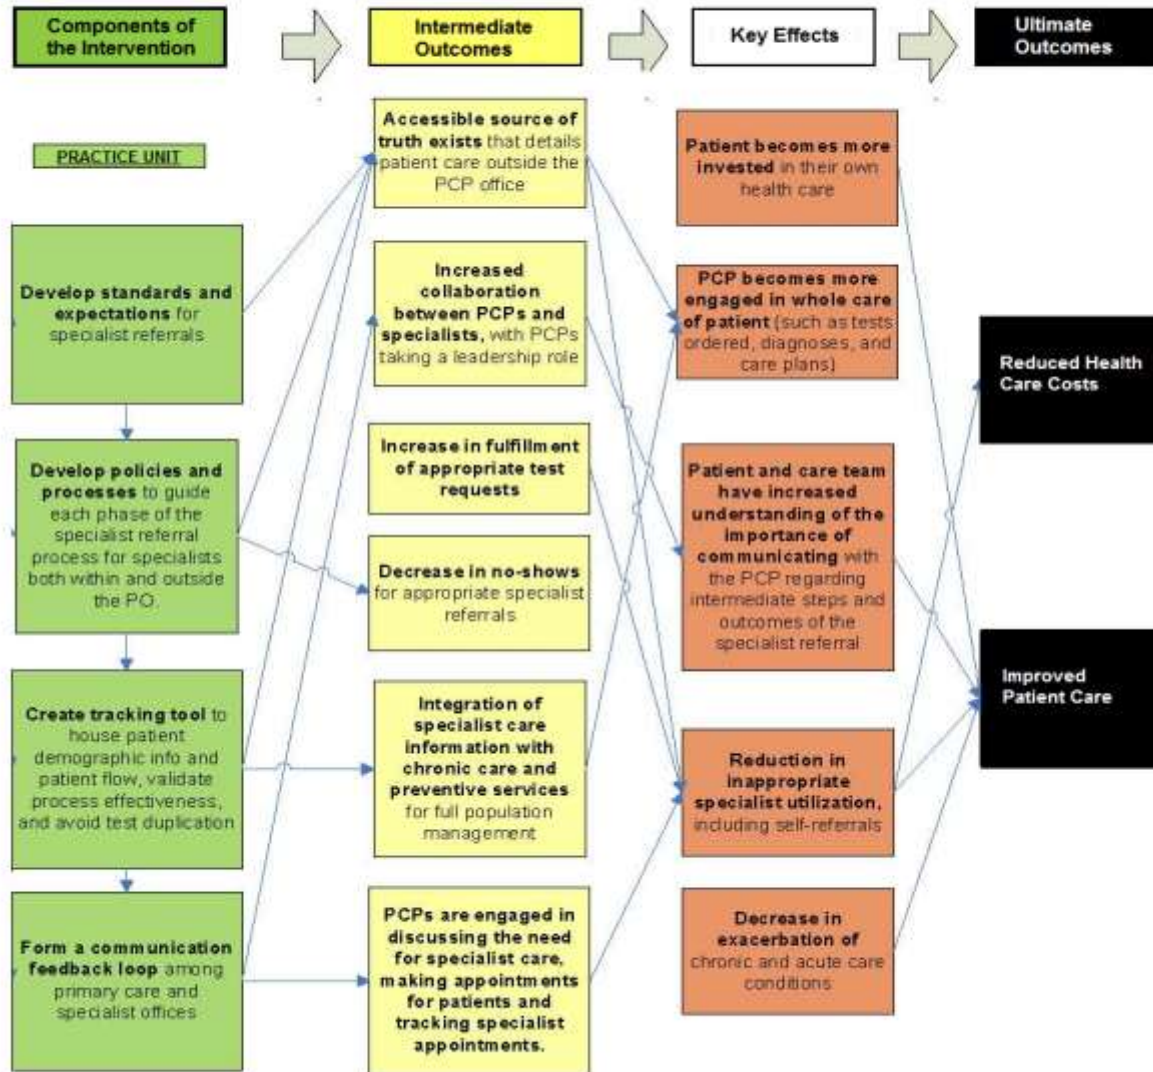 Components of
the Intervention
Intermediate
Outcomes
Key Effects
Ultimate
Outcomes
PRACTICE UNIT
Develop standards and
expectations for
specialist referrals
Develop policies and
processes to guide
each phase of the
specialist referral
process for specialists
both within and outside
the PO.
Create tracking tool to
house patient
demographic info and
patient flow, validate
process effectiveness,
and avoid test duplication
Form a communication
feedback loop among
primary care and
specialist offices
Accessible source of
truth exists that details
patient care outside the
PCP office
Increased
collaboration
between PCPs and
specialists, with PCPs
taking a leadership role
Increase in fulfillment
of appropriate test
requests
Decrease in no-shows
for appropriate specialist
referrals
Integration of
specialist care
information with
chronic care and
preventive services
for full population
management
PCPs are engaged in
discussing the need
for specialist care,
making appointments
for patients and
tracking specialist
appointments.
Patient becomes more
invested in their own
health care
PCP becomes more
engaged in whole care
of patient (such as tests
ordered, diagnoses, and
care plans)
Patient and care team
have increased
understanding of the
importance of
communicating with
the PCP regarding
intermediate steps and
outcomes of the
specialist referral
Reduction in
inappropriate
specialist utilization,
including self-referrals
Decrease in
exacerbation of
chronic and acute care
conditions
Reduced Health
Care Costs
Improved
Patient Care